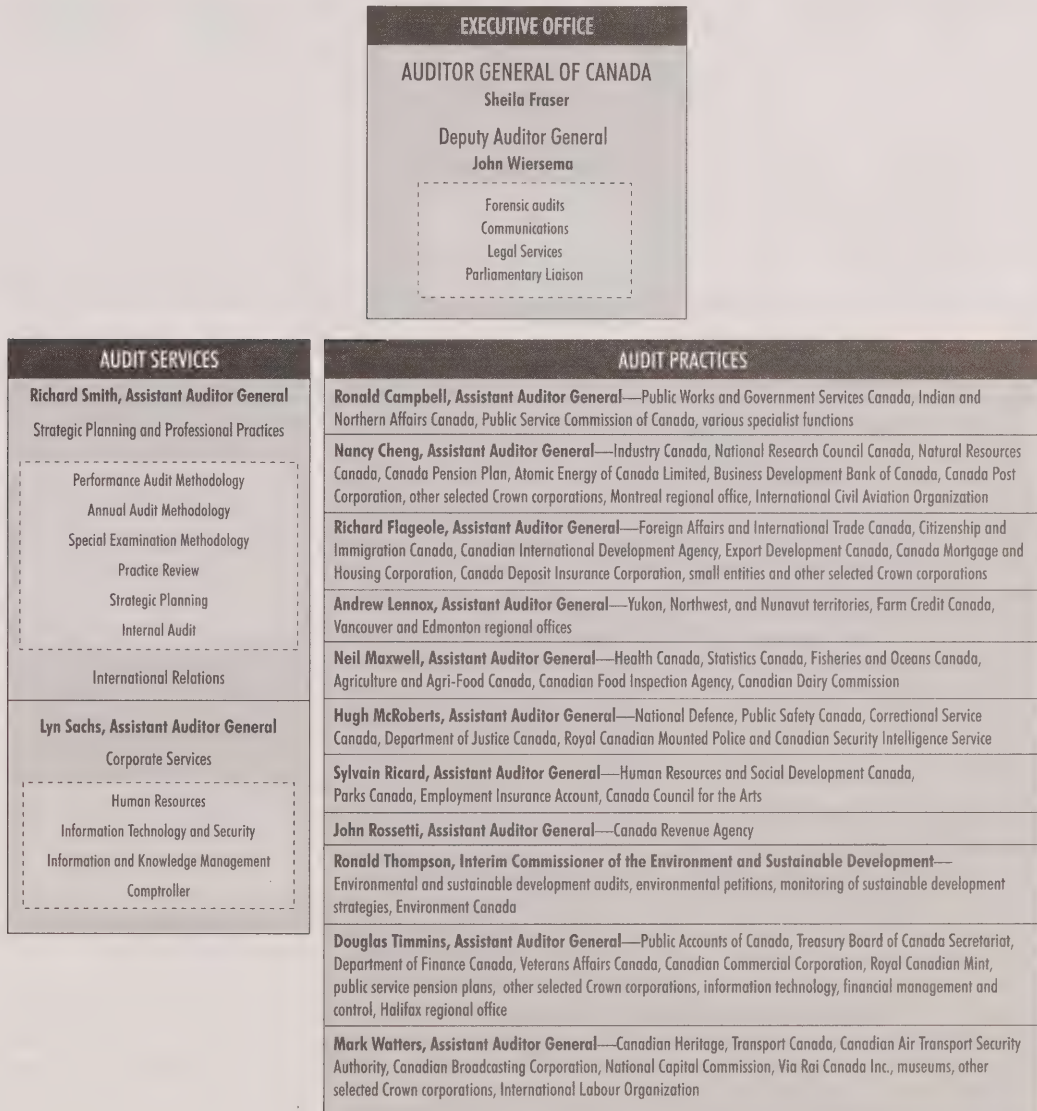 EXECUTIVE OFFICE
AUDITOR GENERAL OF CANADA
Sheila Fraser
Deputy Auditor General
John Wiersema
Forensic audits
Communications
Legal Services
Parliamentary Liaison
AUDIT SERVICES
Richard Smith, Assistant Auditor General
Strategic Planning and Professional Practices
Performance Audit Methodology
Annual Audit Methodology
Special Examination Methodology
Practice Review
Strategic Planning
Internal Audit
International Relations
Lyn Sachs, Assistant Auditor General
Corporate Services
Human Resources
Information Technology and Security
Information and Knowledge Management
Comptroller
AUDIT PRACTICES
Ronald Campbell, Assistant Auditor General—Public Works and Government Services Canada, Indian and
Northern Affairs Canada, Public Service Commission of Canada, various specialist functions
Nancy Cheng, Assistant Auditor General—Industry Canada, National Research Council Canada, Natural Resources
Canada, Canada Pension Plan, Atomic Energy of Canada Limited, Business Development Bank of Canada, Canada Post
Corporation, other selected Crown corporations, Montreal regional office, International Civil Aviation Organization
Richard Flageole, Assistant Auditor General—Foreign Affairs and International Trade Canada, Citizenship and
Immigration Canada, Canadian International Development Agency, Export Development Canada, Canada Mortgage and
Housing Corporation, Canada Deposit Insurance Corporation, small entities and other selected Crown corporations
Andrew Lennox, Assistant Auditor General—Yukon, Northwest, and Nunavut territories, Farm Credit Canada,
Vancouver and Edmonton regional offices
Neil Maxwell, Assistant Auditor General—Health Canada, Statistics Canada, Fisheries and Oceans Canada,
Agriculture and Agri-Food Canada, Canadian Food Inspection Agency, Canadian Dairy Commission
Hugh McRoberts, Assistant Auditor General—National Defence, Public Safety Canada, Correctional Service
Canada, Department of Justice Canada, Royal Canadian Mounted Police and Canadian Security Intelligence Service
Sylvain Ricard, Assistant Auditor General—Human Resources and Social Development Canada,
Parks Canada, Employment Insurance Account, Canada Council for the Arts
John Rossetti, Assistant Auditor General—Canada Revenue Agency
Ronald Thompson, Interim Commissioner of the Environment and Sustainable Development—
Environmental and sustainable development audits, environmental petitions, monitoring of sustainable development
strategies, Environment Canada
Douglas Timmins, Assistant Auditor General—Public Accounts of Canada, Treasury Board of Canada Secretariat,
Department of Finance Canada, Veterans Affairs Canada, Canadian Commercial Corporation, Royal Canadian Mint,
public service pension plans, other selected Crown corporations, information technology, financial management and
control, Halifax regional office
Mark Watters, Assistant Auditor General—Canadian Heritage, Transport Canada, Canadian Air Transport Security
Authority, Canadian Broadcasting Corporation, National Capital Commission, Via Rai Canada Inc., museums, other
selected Crown corporations, International Labour Organization